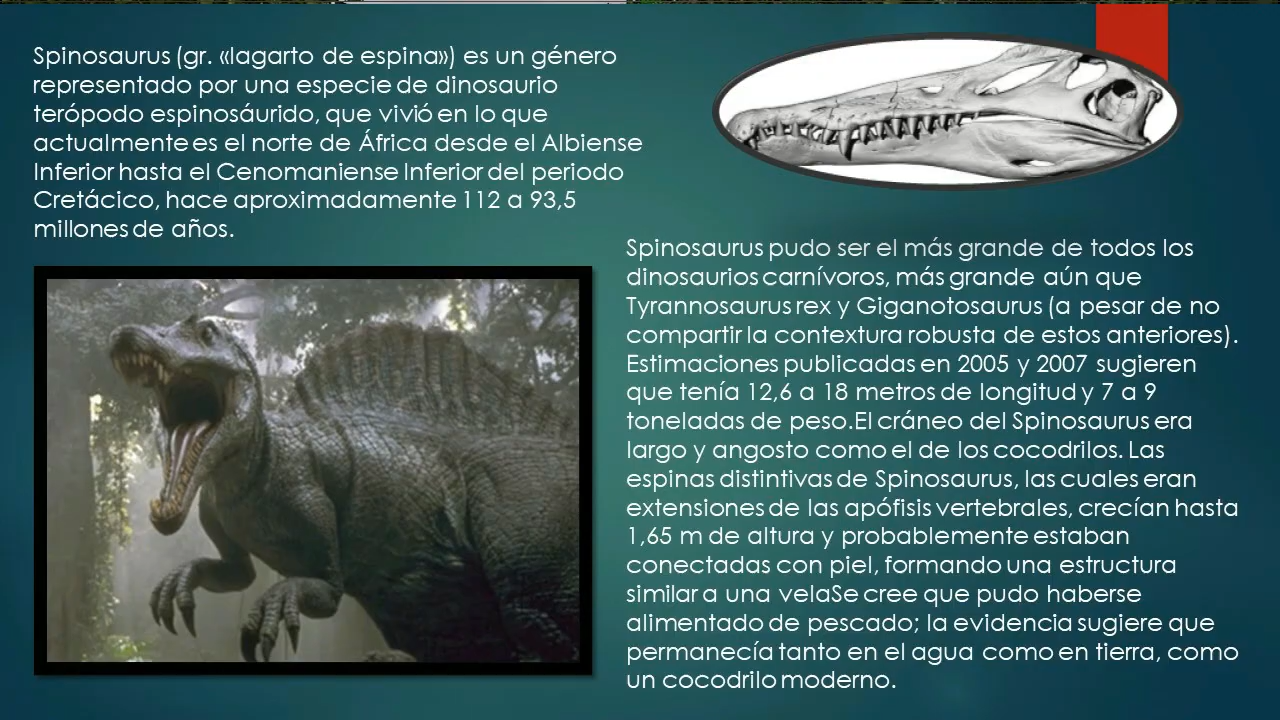 Spinosaurus (gr. «lagarto de espina») es un género
representado por una especie de dinosaurio
terópodo espinosáurido, que vivió en lo que
actualmente es el norte de África desde el Albiense
Inferior hasta el Cenomaniense Inferior del periodo
Cretácico, hace aproximadamente 112 a 93,5
millones de años.
Spinosaurus pudo ser el más grande de todos los
dinosaurios carnívoros, más grande aún que
Tyrannosaurus rex y Giganotosaurus (a pesar de no
compartir la contextura robusta de estos anteriores).
Estimaciones publicadas en 2005 y 2007 sugieren
que tenía 12,6 a 18 metros de longitud y 7 a 9
toneladas de peso.El cráneo del Spinosaurus era
largo y angosto como el de los cocodrilos. Las
espinas distintivas de Spinosaurus, las cuales eran
extensiones de las apófisis vertebrales, crecían hasta
1,65 m de altura y probablemente estaban
conectadas con piel, formando una estructura
similar a una velaSe cree que pudo haberse
alimentado de pescado; la evidencia sugiere que
permanecía tanto en el agua como en tierra, como
un cocodrilo moderno.